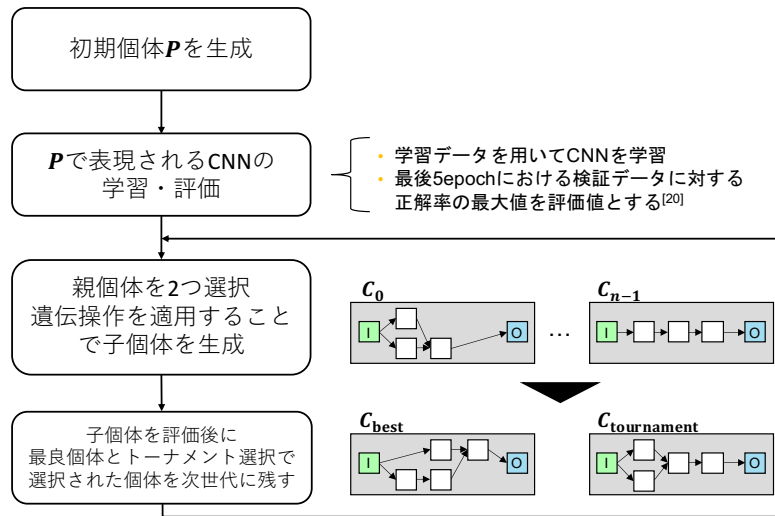 初期個体Pを生成
Pで表現されるCNNの
学習・評価
• 学習データを用いてCNNを学習
• 最後5epochにおける検証データに対する
正解率の最大値を評価値とする[20]
親個体を2つ選択
遺伝操作を適用すること
で子個体を生成
C0
Cn−1
I
O
…
I
O
子個体を評価後に
最良個体とトーナメント選択で
選択された個体を次世代に残す
Cbest
Ctournament
I
O
I
O